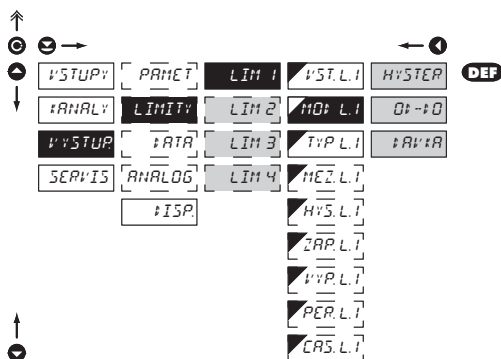 VSTUPY PAMET LIM 1 VST. L.1 HYSTER DEF
KANALY LIMITY LIM 2 MOD L.1 OD-DO
VYSTUP. DATA LIM 3 TYP L.1 DAVKA
SERVIS ANALOG LIM 4 MEZ. L.1
DISP. HYS. L.1
ZAP. L.1
VYP. L.1
PER. L.1
CAS. L.1